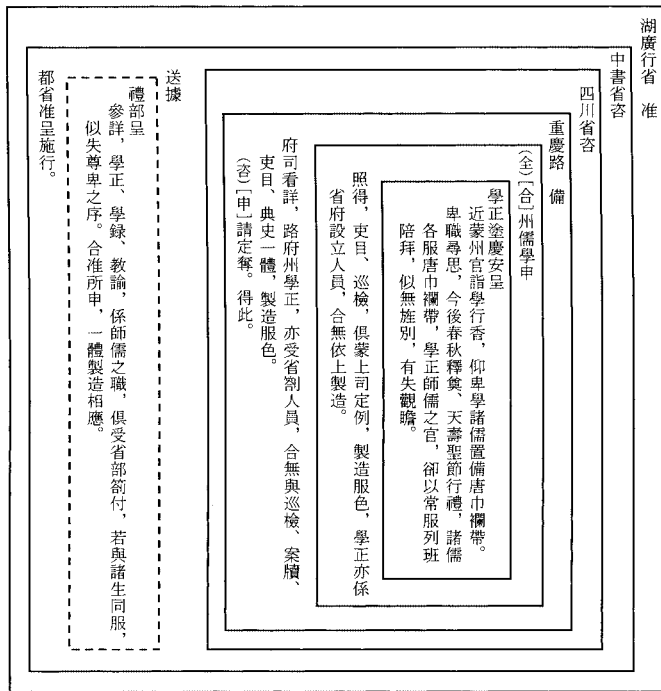 湖廣行省　准
中書省咨
四川省咨
重慶路　備
(全)[合]州儒學申
學正塗慶安呈
近蒙州官詣學行香，仰卑學諸儒置備唐巾襴帶。
卑職尋思，今後春秋釋奠、天壽聖節行禮，諸儒
各服唐巾襴帶，學正師儒之官，卻以常服列班
陪拜，似無旌別，有失觀瞻。
照得，吏目、巡檢，俱蒙上司定例，製造服色，學正亦係
省府設立人員，合無依上製造。
府司看詳，路府州學正，亦受省劄人員，合無與巡檢、案牘、
吏目、典史一體，製造服色。
(咨)[申]請定奪。得此。
送據
禮部呈
參詳，學正、學録、教諭，係師儒之職，俱受省部劄付，若與諸生同服，
似失尊卑之序。合准所申，一體製造相應。
都省准呈施行。